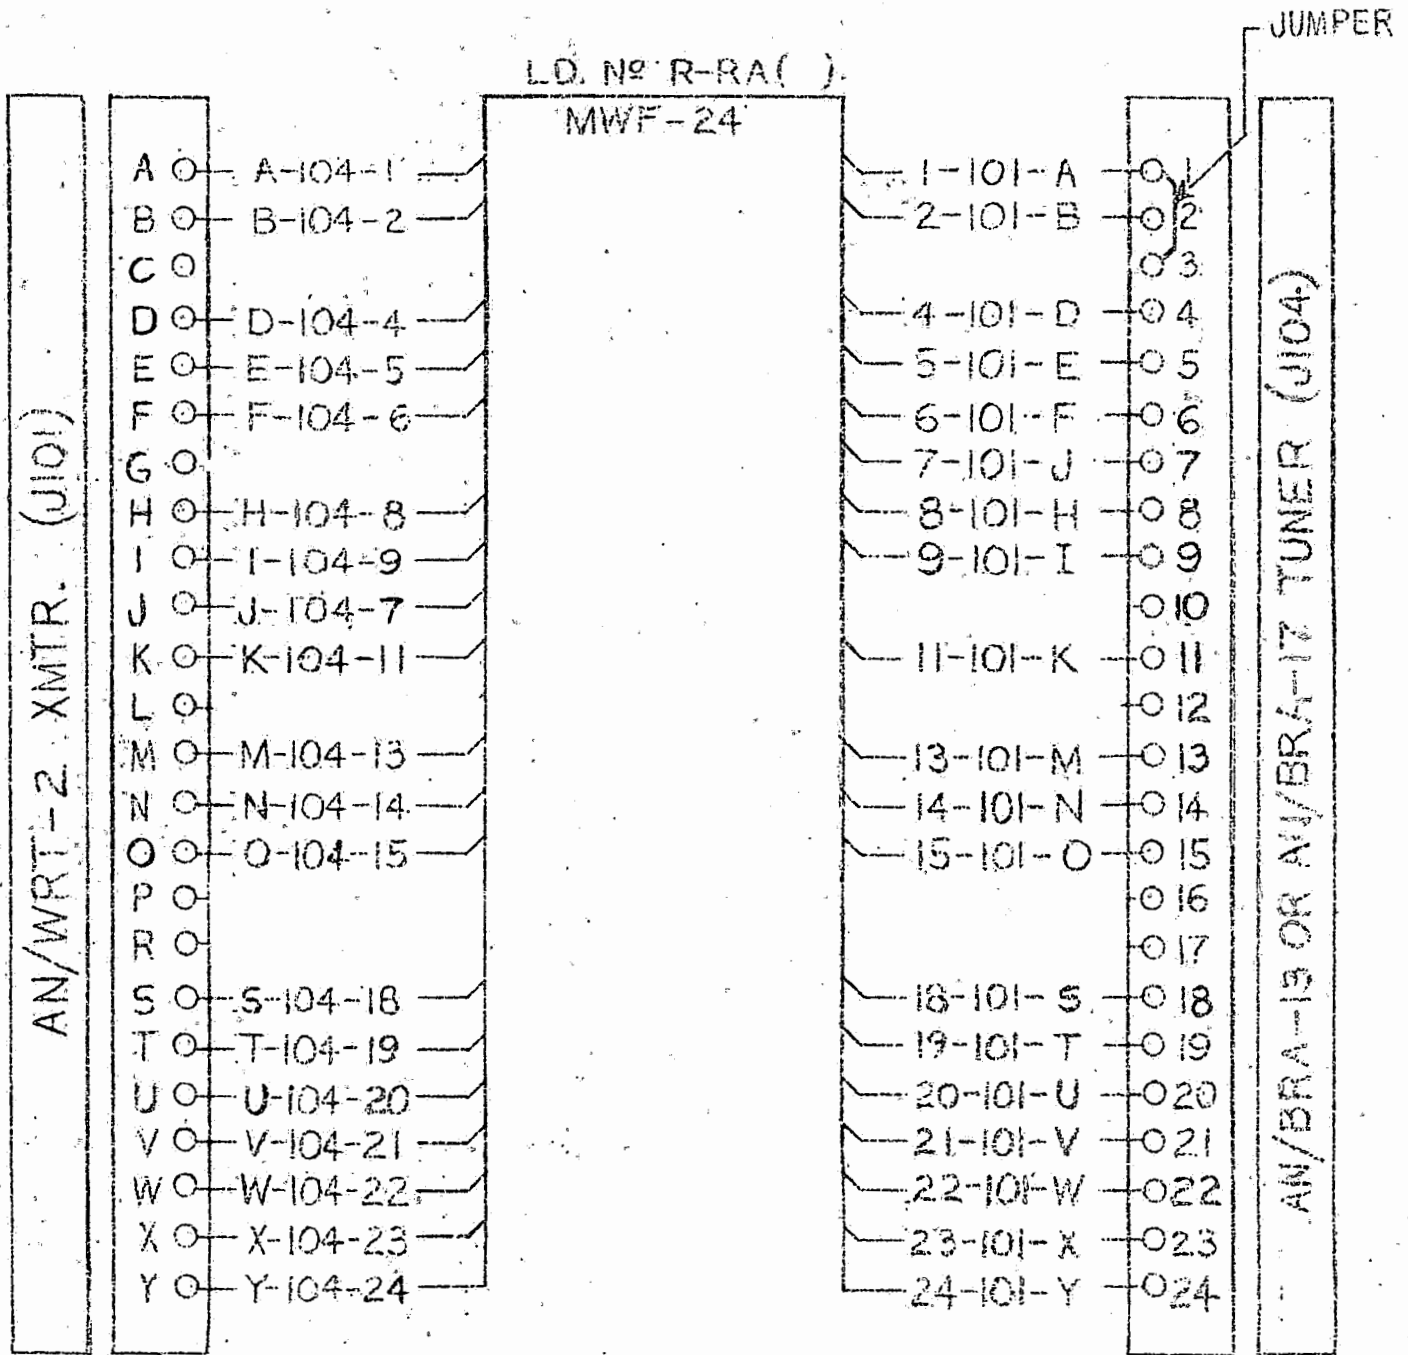 JUMPER
L.D. Nº R-RA( )
MWF-24
AN/WRT-2 XMTR. (J101)
A A-104-1 1-101-A 1
B B-104-2 2-101-B 2
C 3
D D-104-4 4-101-D 4
E E-104-5 5-101-E 5
F F-104-6 6-101-F 6
G 7-101-J 7
H H-104-8 8-101-H 8
I I-104-9 9-101-I 9
J J-104-7 10
K K-104-11 11-101-K 11
L 12
M M-104-13 13-101-M 13
N N-104-14 14-101-N 14
O O-104-15 15-101-O 15
P 16
R 17
S S-104-18 18-101-S 18
T T-104-19 19-101-T 19
U U-104-20 20-101-U 20
V V-104-21 21-101-V 21
W W-104-22 22-101-W 22
X X-104-23 23-101-X 23
Y Y-104-24 24-101-Y 24
AN/BRA-13 OR AN/BRA-17 TUNER (J104)